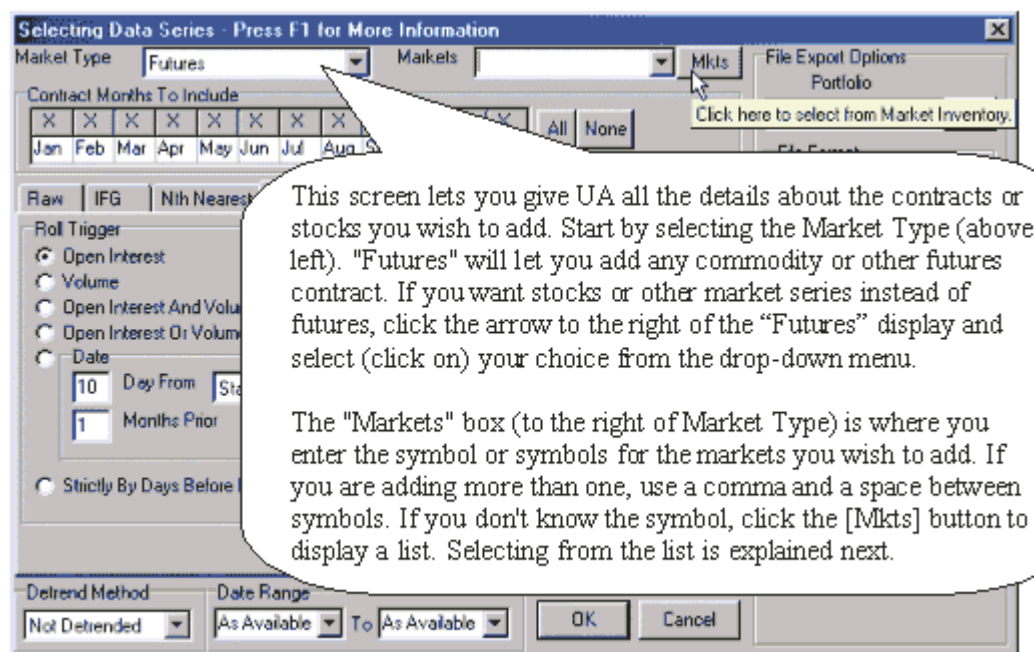 Selecting Data Series - Press F1 for More Information
Market Type Futures Markets Mkts File Export Options
Portfolio
Contract Months To Include
Click here to select from Market Inventory.
X X X X X X X X X All None
Jan Feb Mar Apr May Jun Jul Aug
File Format
Raw IFG Nth Nearest
Roll Trigger
Open Interest
Volume
Open Interest And Volu
Open Interest Or Volum
Date
10 Day From Sta
1 Months Prior
Strictly By Days Before
This screen lets you give UA all the details about the contracts or
stocks you wish to add. Start by selecting the Market Type (above
left). "Futures" will let you add any commodity or other futures
contract. If you want stocks or other market series instead of
futures, click the arrow to the right of the “Futures” display and
select (click on) your choice from the drop-down menu.
The "Markets" box (to the right of Market Type) is where you
enter the symbol or symbols for the markets you wish to add. If
you are adding more than one, use a comma and a space between
symbols. If you don't know the symbol, click the [Mkts] button to
display a list. Selecting from the list is explained next.
Detrend Method Date Range
Not Detrended As Available To As Available OK Cancel